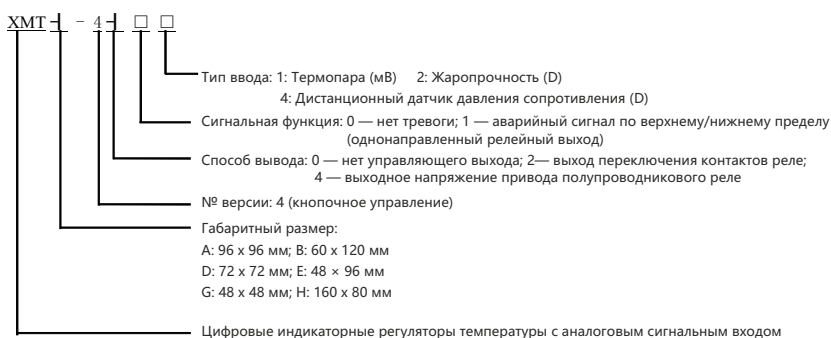 XMT □ - 4 □ □ □
Тип ввода: 1: Термопара (мВ) 2: Жаропрочность (D)
4: Дистанционный датчик давления сопротивления (D)
Сигнальная функция: 0 — нет тревоги; 1 — аварийный сигнал по верхнему/нижнему пределу
(однонаправленный релейный выход)
Способ вывода: 0 — нет управляющего выхода; 2— выход переключения контактов реле;
4 — выходное напряжение привода полупроводникового реле
№ версии: 4 (кнопочное управление)
Габаритный размер:
A: 96 x 96 мм; B: 60 x 120 мм
D: 72 x 72 мм; E: 48 × 96 мм
G: 48 x 48 мм; H: 160 x 80 мм
Цифровые индикаторные регуляторы температуры с аналоговым сигнальным входом